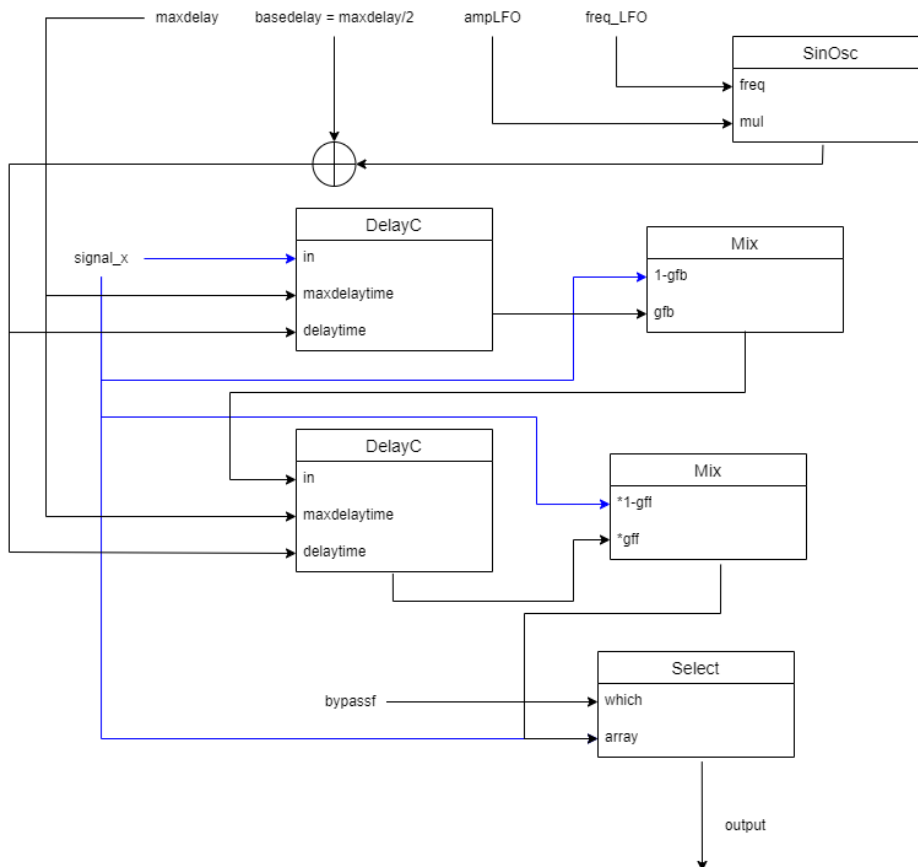 maxdelay
basedelay = maxdelay/2
ampLFO
freq_LFO
SinOsc
freq
mul
DelayC
in
maxdelaytime
delaytime
signal_x
Mix
1-gfb
gfb
DelayC
in
maxdelaytime
delaytime
Mix
*1-gff
*gff
Select
which
array
bypassf
output